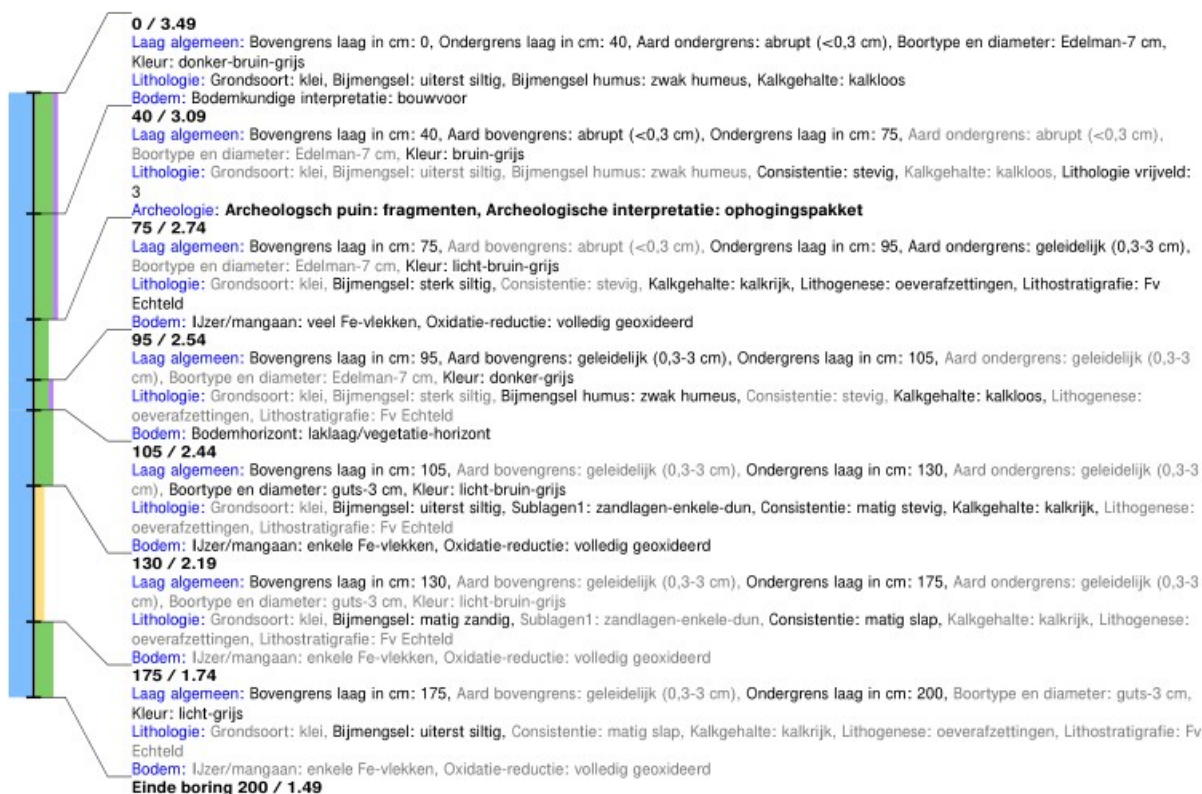 0 / 3.49
Laag algemeen: Bovengrens laag in cm: 0, Ondergrens laag in cm: 40, Aard ondergrens: abrupt (<0,3 cm), Boortype en diameter: Edelman-7 cm,
Kleur: donker-bruin-grijs
Lithologie: Grondsoort: klei, Bijmengsel: uiterst siltig, Bijmengsel humus: zwak humeus, Kalkgehalte: kalkloos
Bodem: Bodemkundige interpretatie: bouwvoor
40 / 3.09
Laag algemeen: Bovengrens laag in cm: 40, Aard bovengrens: abrupt (<0,3 cm), Ondergrens laag in cm: 75, Aard ondergrens: abrupt (<0,3 cm),
Boortype en diameter: Edelman-7 cm, Kleur: bruin-grijs
Lithologie: Grondsoort: klei, Bijmengsel: uiterst siltig, Bijmengsel humus: zwak humeus, Consistentie: stevig, Kalkgehalte: kalkloos, Lithologie vrijveld:
3
Archeologie: Archeologsch puin: fragmenten, Archeologische interpretatie: ophogingspakket
75 / 2.74
Laag algemeen: Bovengrens laag in cm: 75, Aard bovengrens: abrupt (<0,3 cm), Ondergrens laag in cm: 95, Aard ondergrens: geleidelijk (0,3-3 cm),
Boortype en diameter: Edelman-7 cm, Kleur: licht-bruin-grijs
Lithologie: Grondsoort: klei, Bijmengsel: sterk siltig, Consistentie: stevig, Kalkgehalte: kalkrijk, Lithogenese: oeverafzettingen, Lithostratigrafie: Fv
Echteld
Bodem: IJzer/mangaan: veel Fe-vlekken, Oxidatie-reductie: volledig geoxideerd
95 / 2.54
Laag algemeen: Bovengrens laag in cm: 95, Aard bovengrens: geleidelijk (0,3-3 cm), Ondergrens laag in cm: 105, Aard ondergrens: geleidelijk (0,3-3
cm), Boortype en diameter: Edelman-7 cm, Kleur: donker-grijs
Lithologie: Grondsoort: klei, Bijmengsel: sterk siltig, Bijmengsel humus: zwak humeus, Consistentie: stevig, Kalkgehalte: kalkloos, Lithogenese:
oeverafzettingen, Lithostratigrafie: Fv Echteld
Bodem: Bodemhorizont: laklaag/vegetatie-horizont
105 / 2.44
Laag algemeen: Bovengrens laag in cm: 105, Aard bovengrens: geleidelijk (0,3-3 cm), Ondergrens laag in cm: 130, Aard ondergrens: geleidelijk (0,3-3
cm), Boortype en diameter: guts-3 cm, Kleur: licht-bruin-grijs
Lithologie: Grondsoort: klei, Bijmengsel: uiterst siltig, Sublagen1: zandlagen-enkele-dun, Consistentie: matig stevig, Kalkgehalte: kalkrijk, Lithogenese:
oeverafzettingen, Lithostratigrafie: Fv Echteld
Bodem: IJzer/mangaan: enkele Fe-vlekken, Oxidatie-reductie: volledig geoxideerd
130 / 2.19
Laag algemeen: Bovengrens laag in cm: 130, Aard bovengrens: geleidelijk (0,3-3 cm), Ondergrens laag in cm: 175, Aard ondergrens: geleidelijk (0,3-3
cm), Boortype en diameter: guts-3 cm, Kleur: licht-bruin-grijs
Lithologie: Grondsoort: klei, Bijmengsel: matig zandig, Sublagen1: zandlagen-enkele-dun, Consistentie: matig slap, Kalkgehalte: kalkrijk, Lithogenese:
oeverafzettingen, Lithostratigrafie: Fv Echteld
Bodem: IJzer/mangaan: enkele Fe-vlekken, Oxidatie-reductie: volledig geoxideerd
175 / 1.74
Laag algemeen: Bovengrens laag in cm: 175, Aard bovengrens: geleidelijk (0,3-3 cm), Ondergrens laag in cm: 200, Boortype en diameter: guts-3 cm,
Kleur: licht-grijs
Lithologie: Grondsoort: klei, Bijmengsel: uiterst siltig, Consistentie: matig slap, Kalkgehalte: kalkrijk, Lithogenese: oeverafzettingen, Lithostratigrafie: Fv
Echteld
Bodem: IJzer/mangaan: enkele Fe-vlekken, Oxidatie-reductie: volledig geoxideerd
Einde boring 200 / 1.49